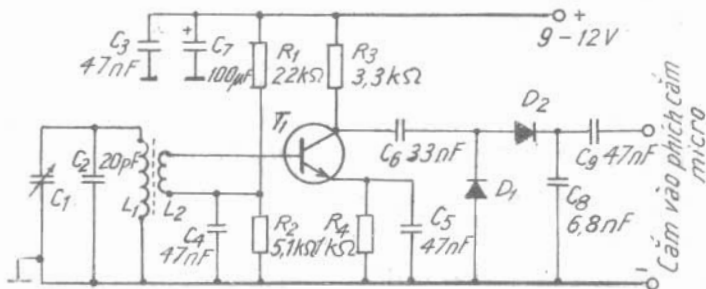 C3
47nF
+
C7
100µF
R1
22kΩ
R3
3,3kΩ
+
9-12V
C1
C2
20pF
L1
L2
T1
C4
47nF
R2
5,1kΩ
R4
1kΩ
C5
47nF
C6 33nF
D1
D2
C9 47nF
C8
6,8nF
-
Cắm vào phích cắm
micro